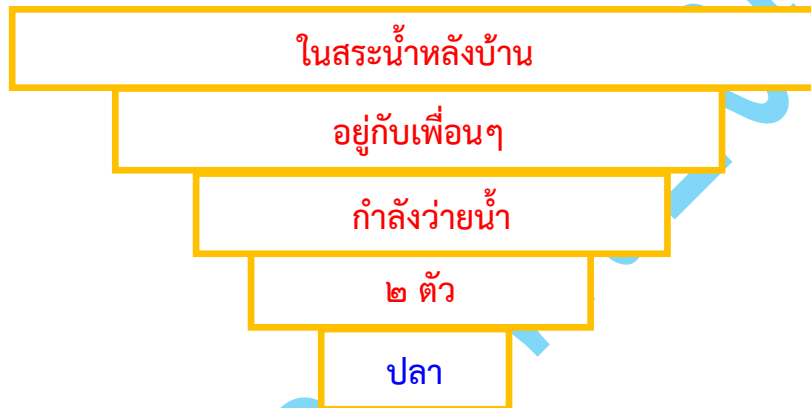 ในสระน้ำหลังบ้าน
อยู่กับเพื่อนๆ
กำลังว่ายน้ำ
๒ ตัว
ปลา